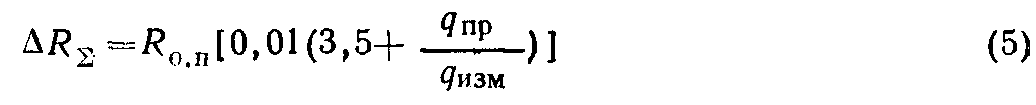 ΔR_Σ = R_о.п [0,01(3,5+ q_пр / q_изм )] (5)